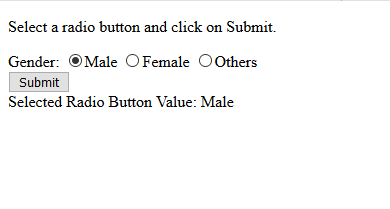 Select a radio button and click on Submit.
Gender: Male Female Others
Submit
Selected Radio Button Value: Male